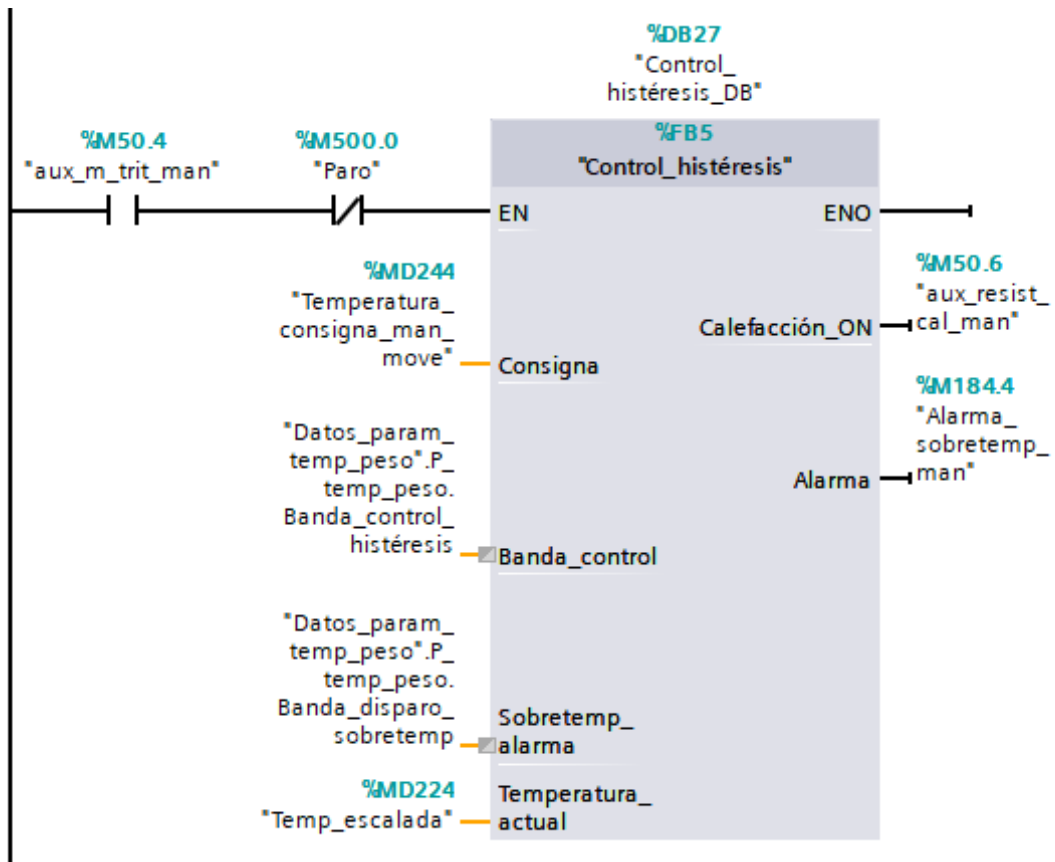 %DB27
"Control_
histéresis_DB"
%M50.4
"aux_m_trit_man"
%M500.0
"Paro"
%FB5
"Control_histéresis"
EN
ENO
%MD244
"Temperatura_
consigna_man_
move"
Consigna
Calefacción_ON
%M50.6
"aux_resist_
cal_man"
"Datos_param_
temp_peso".P_
temp_peso.
Banda_control_
histéresis
Banda_control
Alarma
%M184.4
"Alarma_
sobretemp_
man"
"Datos_param_
temp_peso".P_
temp_peso.
Banda_disparo_
sobretemp
Sobretemp_
alarma
%MD224
"Temp_escalada"
Temperatura_
actual